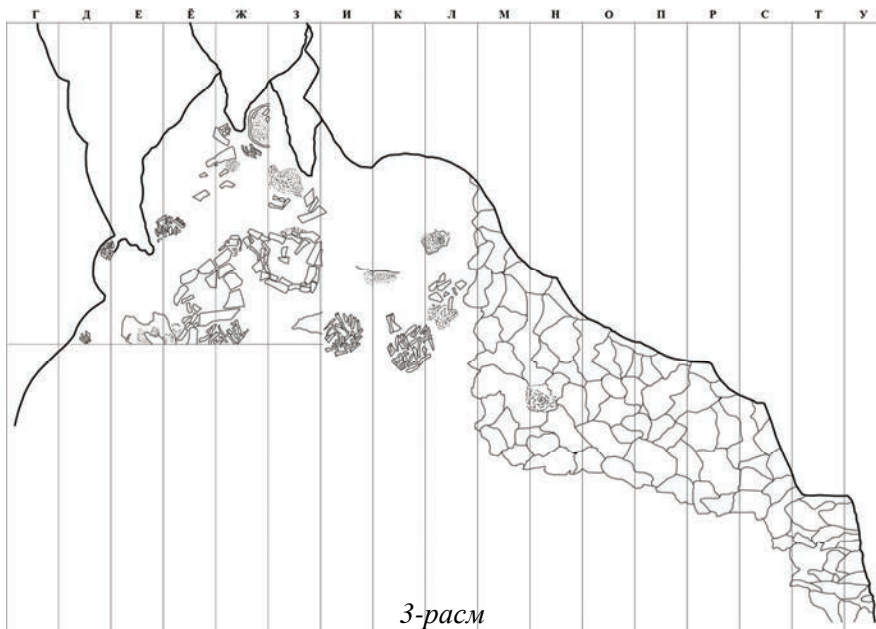 Г Д Е Ё Ж З И К Л М Н О П Р С Т У
3-расм